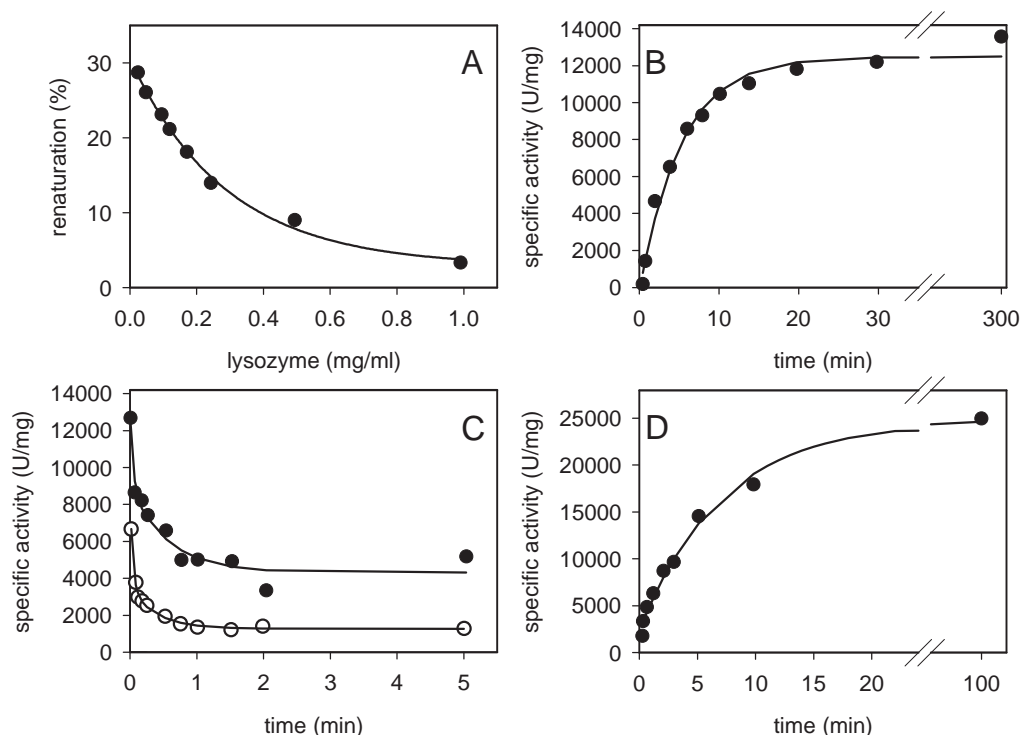 A
renaturation (%)
30
20
10
0
0.0 0.2 0.4 0.6 0.8 1.0
lysozyme (mg/ml)
B
specific activity (U/mg)
14000
12000
10000
8000
6000
4000
2000
0
0 10 20 30 300
time (min)
C
specific activity (U/mg)
14000
12000
10000
8000
6000
4000
2000
0
0 1 2 3 4 5
time (min)
D
specific activity (U/mg)
25000
20000
15000
10000
5000
0
0 5 10 15 20 100
time (min)